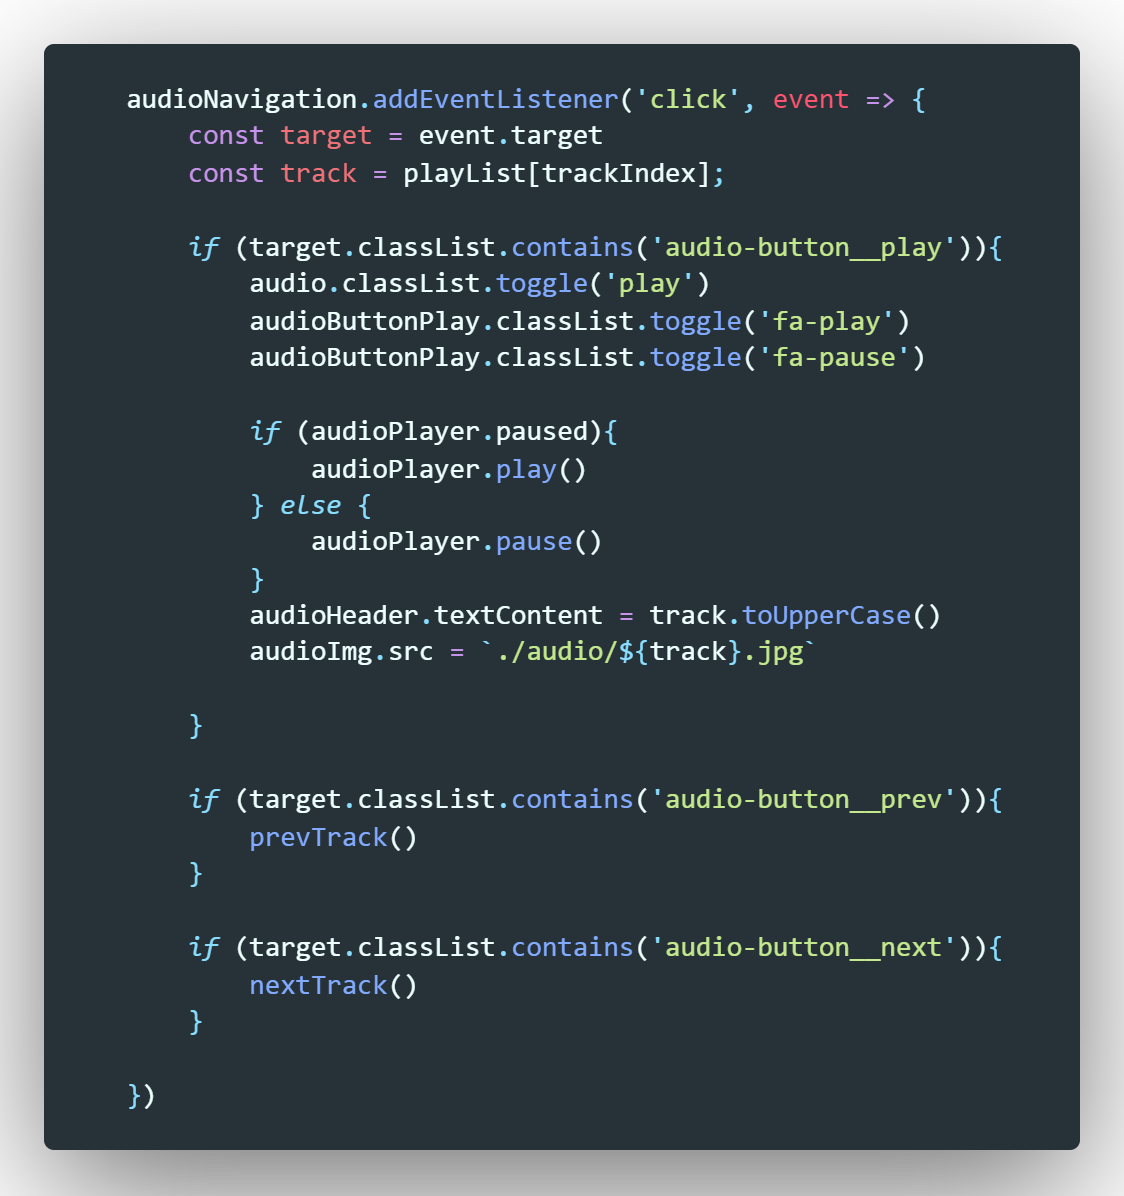 audioNavigation.addEventListener('click', event => {
    const target = event.target
    const track = playList[trackIndex];

    if (target.classList.contains('audio-button__play')){
        audio.classList.toggle('play')
        audioButtonPlay.classList.toggle('fa-play')
        audioButtonPlay.classList.toggle('fa-pause')

        if (audioPlayer.paused){
            audioPlayer.play()
        } else {
            audioPlayer.pause()
        }
        audioHeader.textContent = track.toUpperCase()
        audioImg.src = `./audio/${track}.jpg`

    }

    if (target.classList.contains('audio-button__prev')){
        prevTrack()
    }

    if (target.classList.contains('audio-button__next')){
        nextTrack()
    }

})